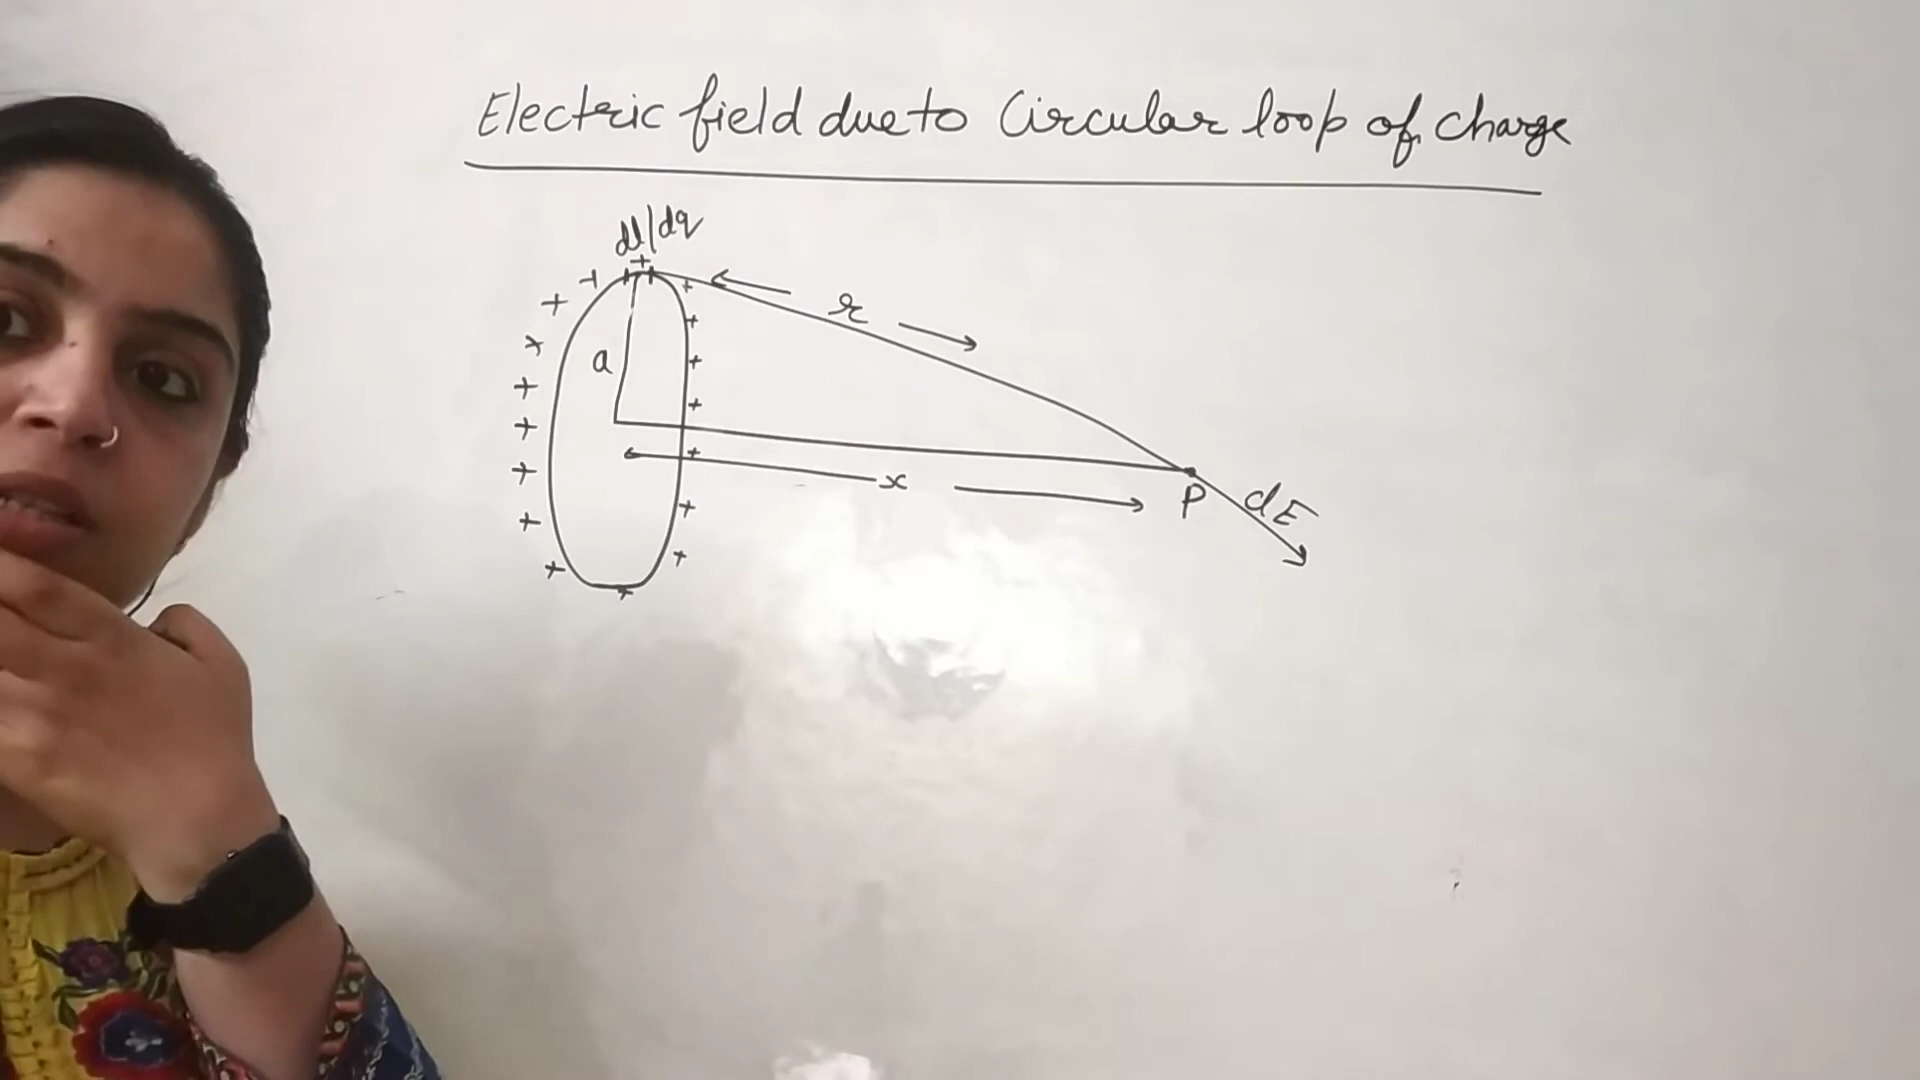 Electric field due to Circular loop of charge
dl/dq
r
a
x
P
dE